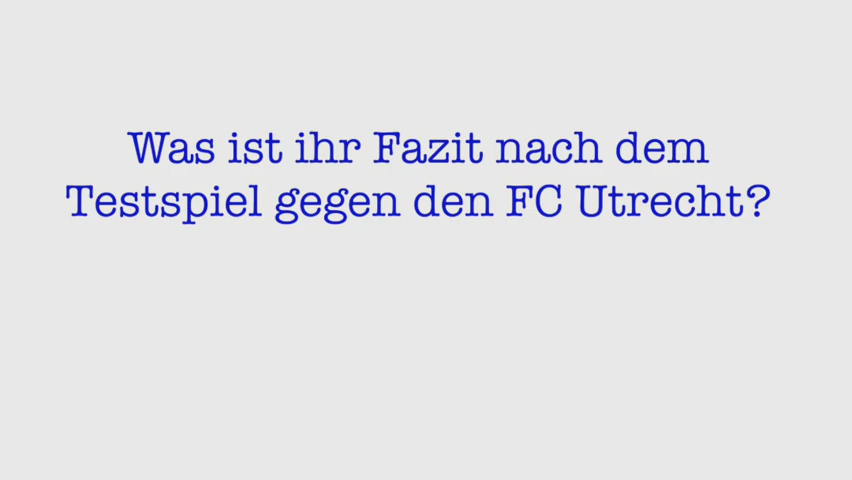 Was ist ihr Fazit nach dem
Testspiel gegen den FC Utrecht?